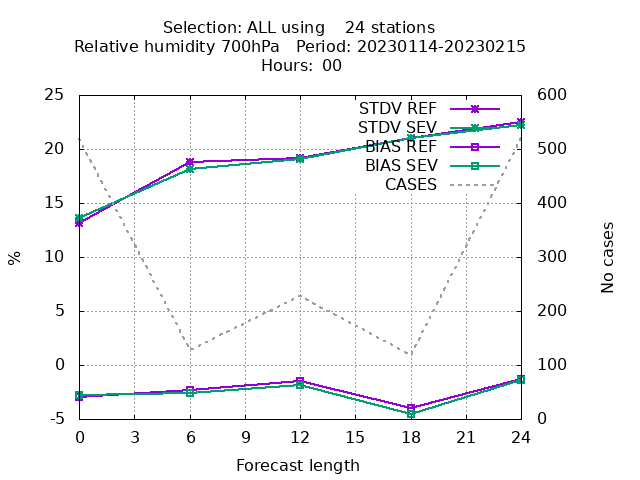 Selection: ALL using 24 stations
Relative humidity 700hPa Period: 20230114-20230215
Hours: 00
25
20
15
10
5
0
-5
600
500
400
300
200
100
0
STDV REF
STDV SEV
BIAS REF
BIAS SEV
CASES
%
No cases
0 3 6 9 12 15 18 21 24
Forecast length